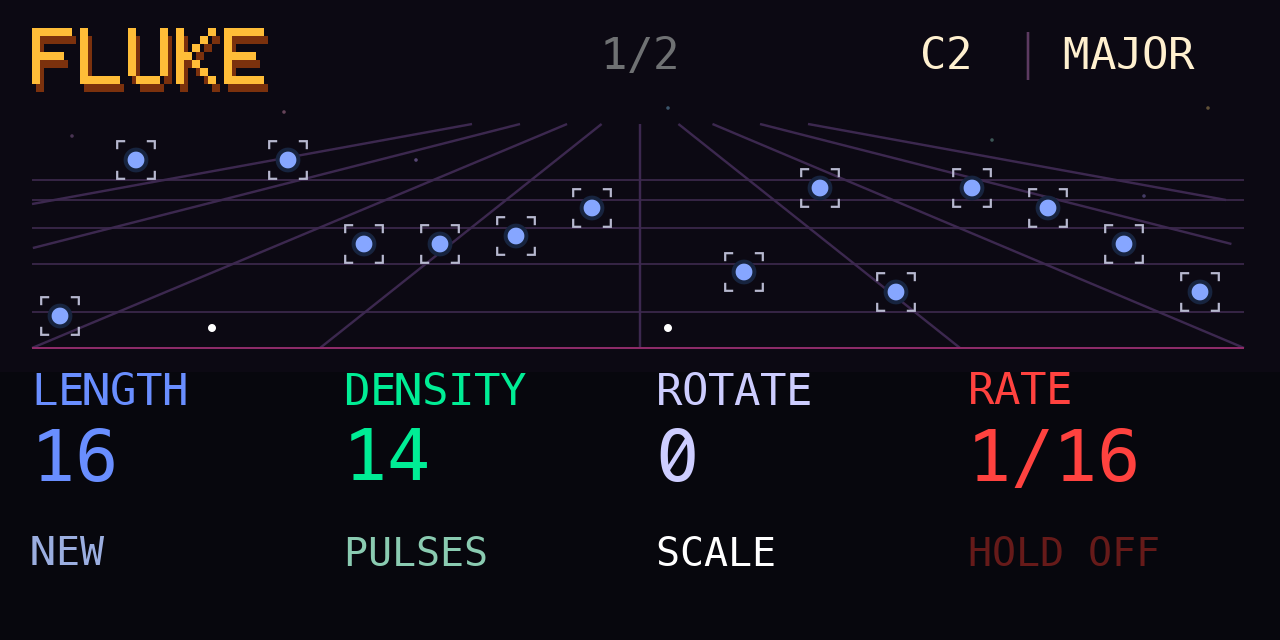 FLUKE 1/2 C2 | MAJOR
LENGTH DENSITY ROTATE RATE
16 14 0 1/16
NEW PULSES SCALE HOLD OFF